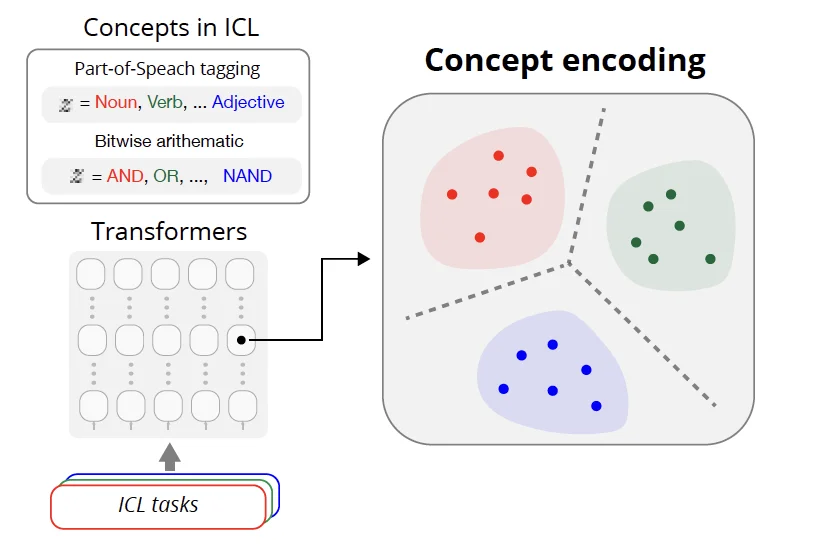 Concepts in ICL
Part-of-Speach tagging
z = Noun, Verb, ... Adjective
Bitwise arithematic
z = AND, OR, ..., NAND
Transformers
ICL tasks
Concept encoding